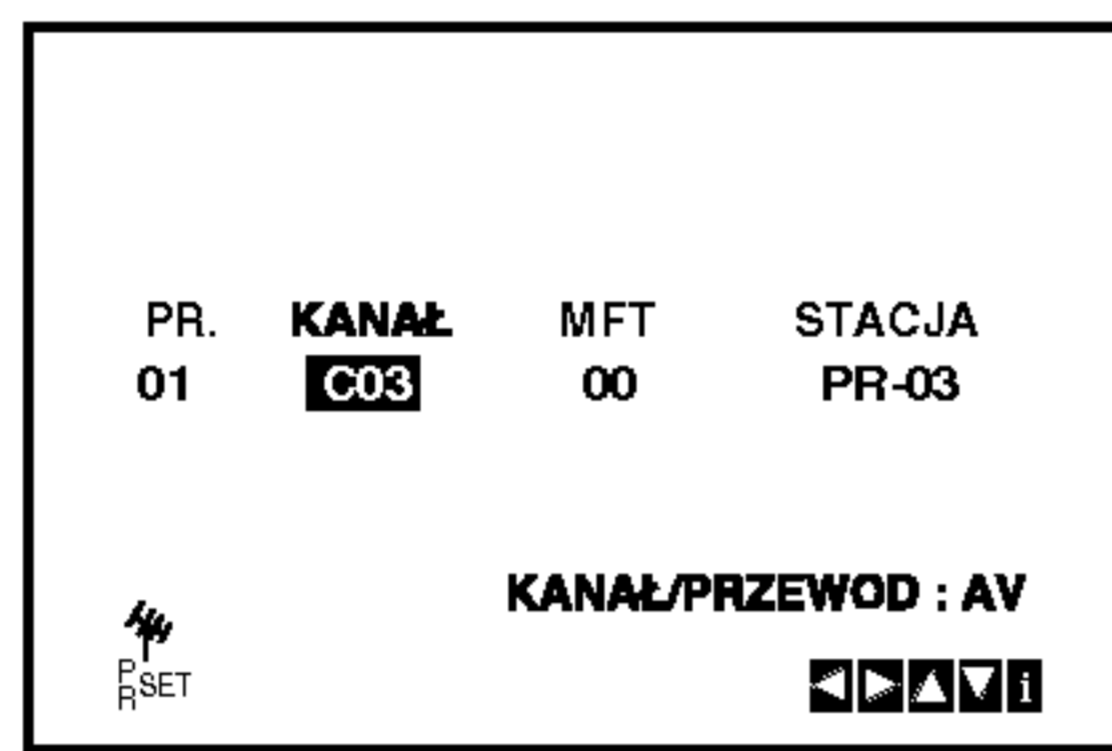 PR. KANAŁ MFT STACJA
01 C03 00 PR-03
KANAŁ/PRZEWOD : AV
PR SET
i